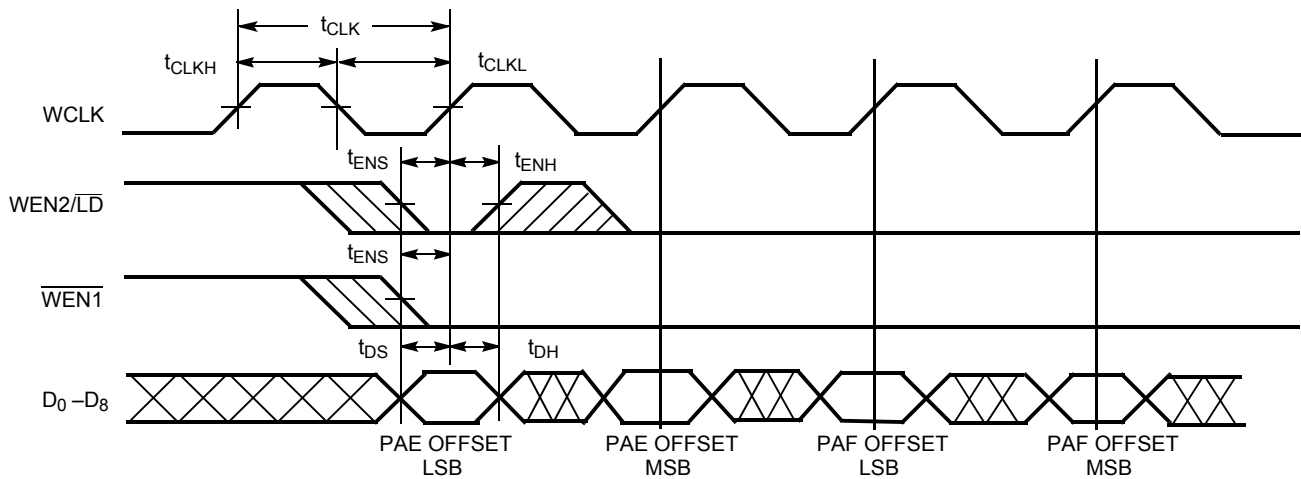 tCLK
tCLKH
tCLKL
WCLK
tENS
tENH
WEN2/LD
tENS
WEN1
tDS
tDH
D0 –D8
PAE OFFSET
LSB
PAE OFFSET
MSB
PAF OFFSET
LSB
PAF OFFSET
MSB